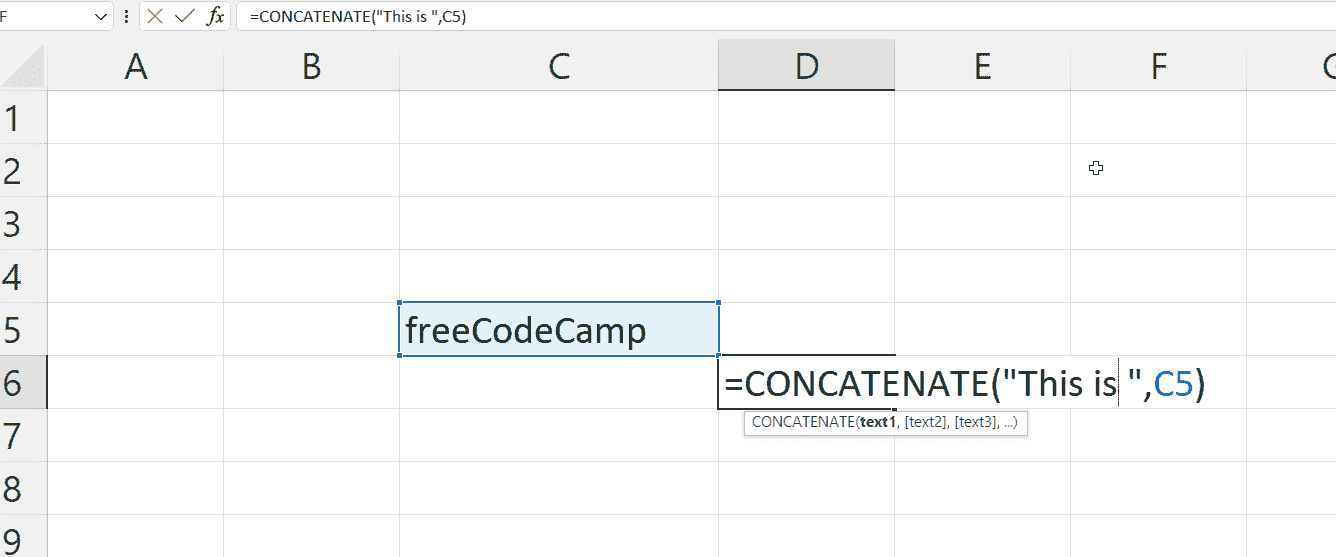 F fx =CONCATENATE("This is ",C5)
A B C D E F
1
2
3
4
5 freeCodeCamp
6 =CONCATENATE("This is ",C5)
CONCATENATE(text1, [text2], [text3], ...)
7
8
9